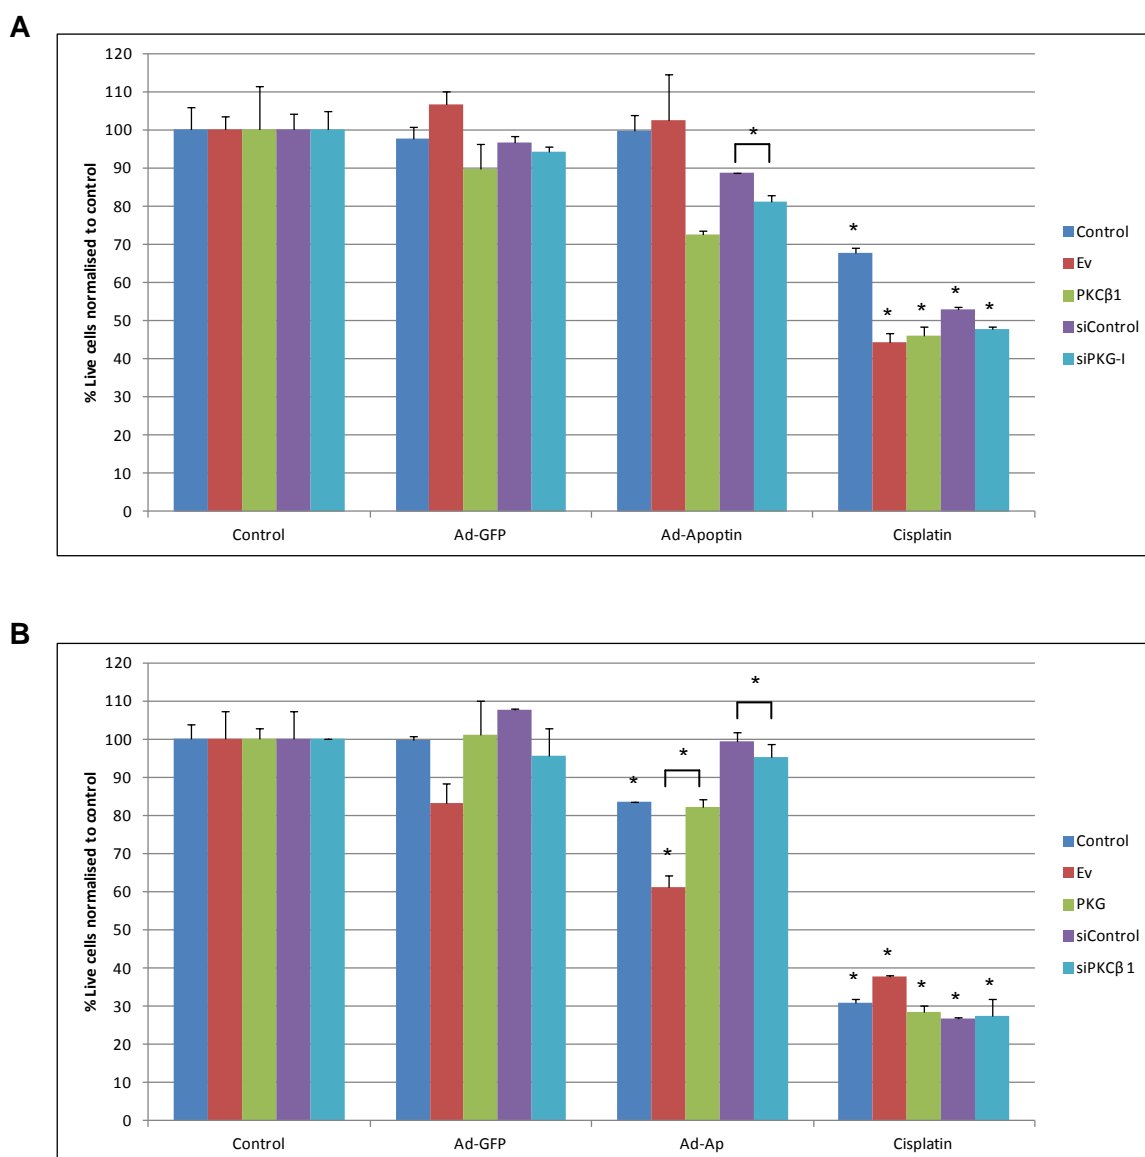 A
120
110
100
90
80
70
60
50
40
30
20
10
0
% Live cells normalised to control
*
*
*
*
*
*
Control
Ad-GFP
Ad-Apoptin
Cisplatin
Control
Ev
PKCβ1
siControl
siPKG-I
B
120
110
100
90
80
70
60
50
40
30
20
10
0
% Live cells normalised to control
*
*
*
*
*
*
*
*
*
Control
Ad-GFP
Ad-Ap
Cisplatin
Control
Ev
PKG
siControl
siPKCβ 1